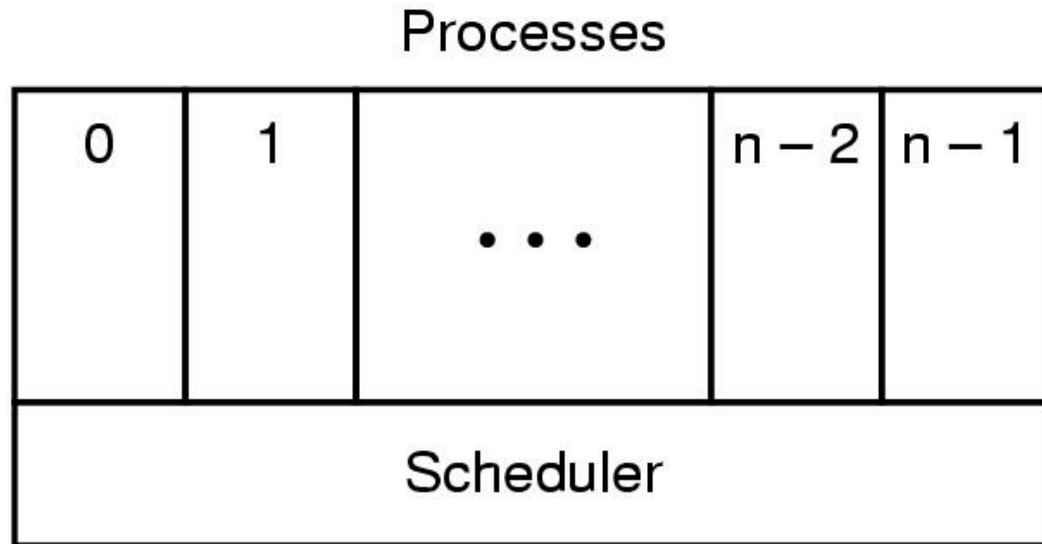 Processes
0 1 n – 2 n – 1
• • •
Scheduler